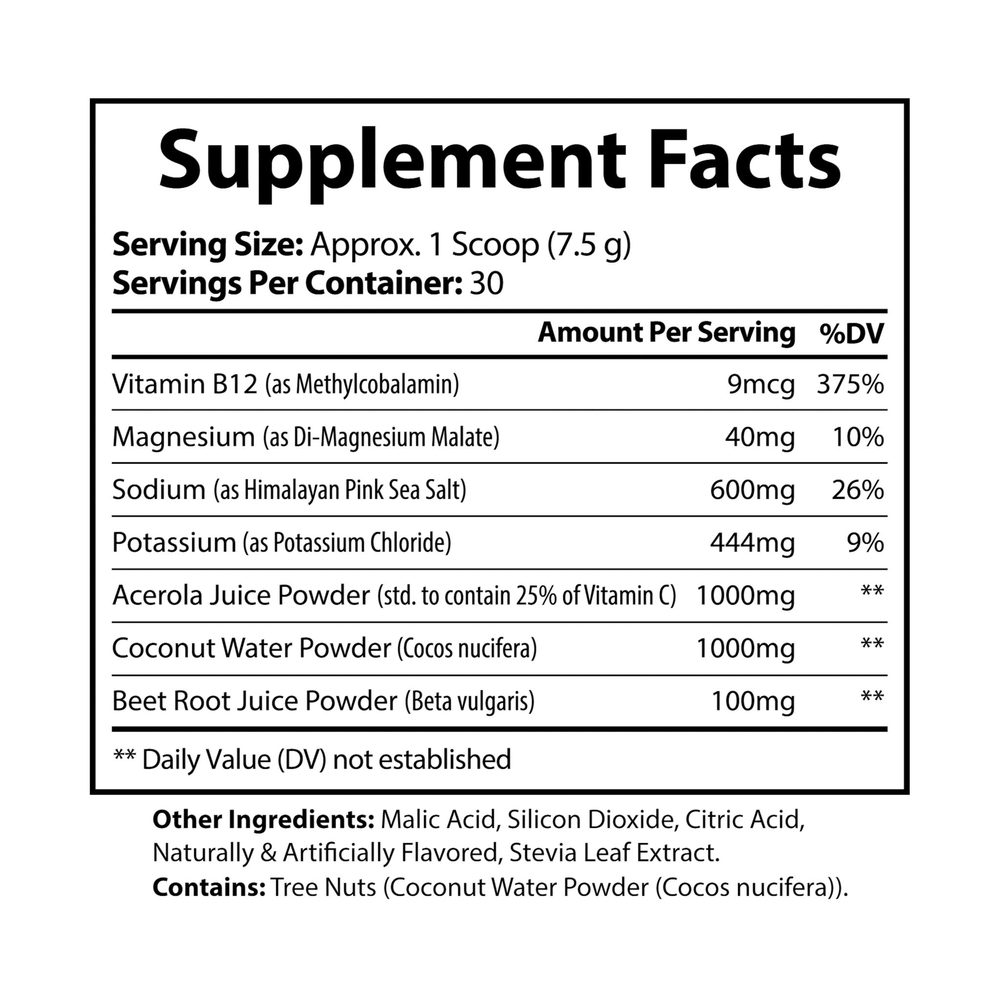 Supplement Facts
Serving Size: Approx. 1 Scoop (7.5 g)
Servings Per Container: 30
Amount Per Serving %DV
Vitamin B12 (as Methylcobalamin) 9mcg 375%
Magnesium (as Di-Magnesium Malate) 40mg 10%
Sodium (as Himalayan Pink Sea Salt) 600mg 26%
Potassium (as Potassium Chloride) 444mg 9%
Acerola Juice Powder (std. to contain 25% of Vitamin C) 1000mg **
Coconut Water Powder (Cocos nucifera) 1000mg **
Beet Root Juice Powder (Beta vulgaris) 100mg **
** Daily Value (DV) not established
Other Ingredients: Malic Acid, Silicon Dioxide, Citric Acid,
Naturally & Artificially Flavored, Stevia Leaf Extract.
Contains: Tree Nuts (Coconut Water Powder (Cocos nucifera)).